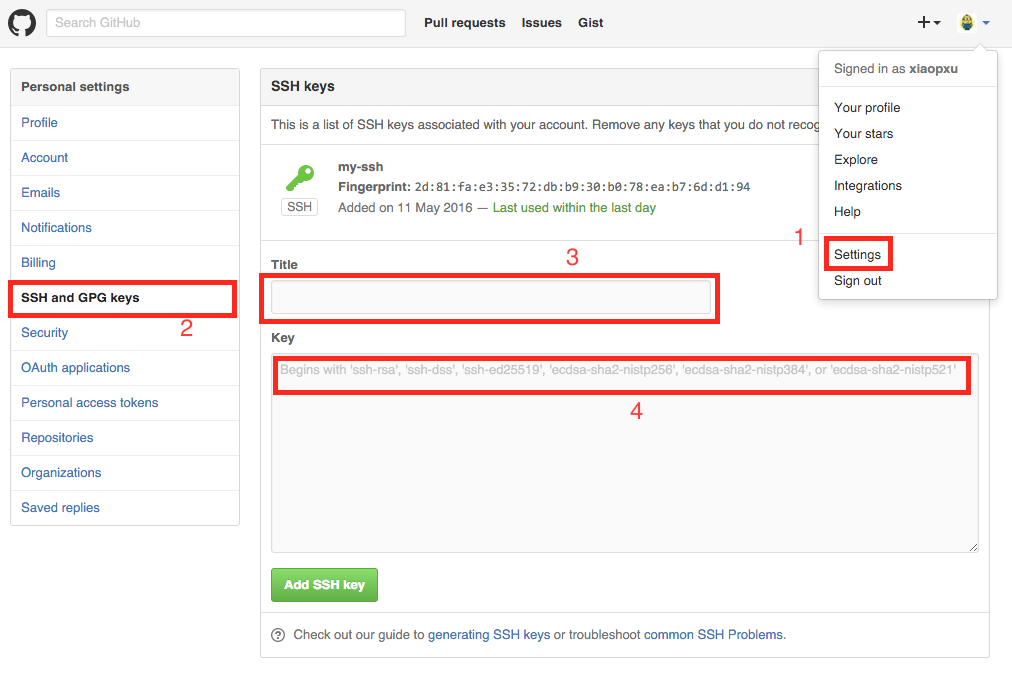 Search GitHub
Pull requests Issues Gist
Signed in as xiaopxu
Your profile
Your stars
Explore
Integrations
Help
1
Settings
Sign out
Personal settings
Profile
Account
Emails
Notifications
Billing
SSH and GPG keys
2
Security
OAuth applications
Personal access tokens
Repositories
Organizations
Saved replies
SSH keys
This is a list of SSH keys associated with your account. Remove any keys that you do not recog
my-ssh
Fingerprint: 2d:81:fa:e3:35:72:db:b9:30:b0:78:ea:b7:6d:d1:94
SSH
Added on 11 May 2016 — Last used within the last day
3
Title
Key
Begins with 'ssh-rsa', 'ssh-dss', 'ssh-ed25519', 'ecdsa-sha2-nistp256', 'ecdsa-sha2-nistp384', or 'ecdsa-sha2-nistp521'
4
Add SSH key
? Check out our guide to generating SSH keys or troubleshoot common SSH Problems.